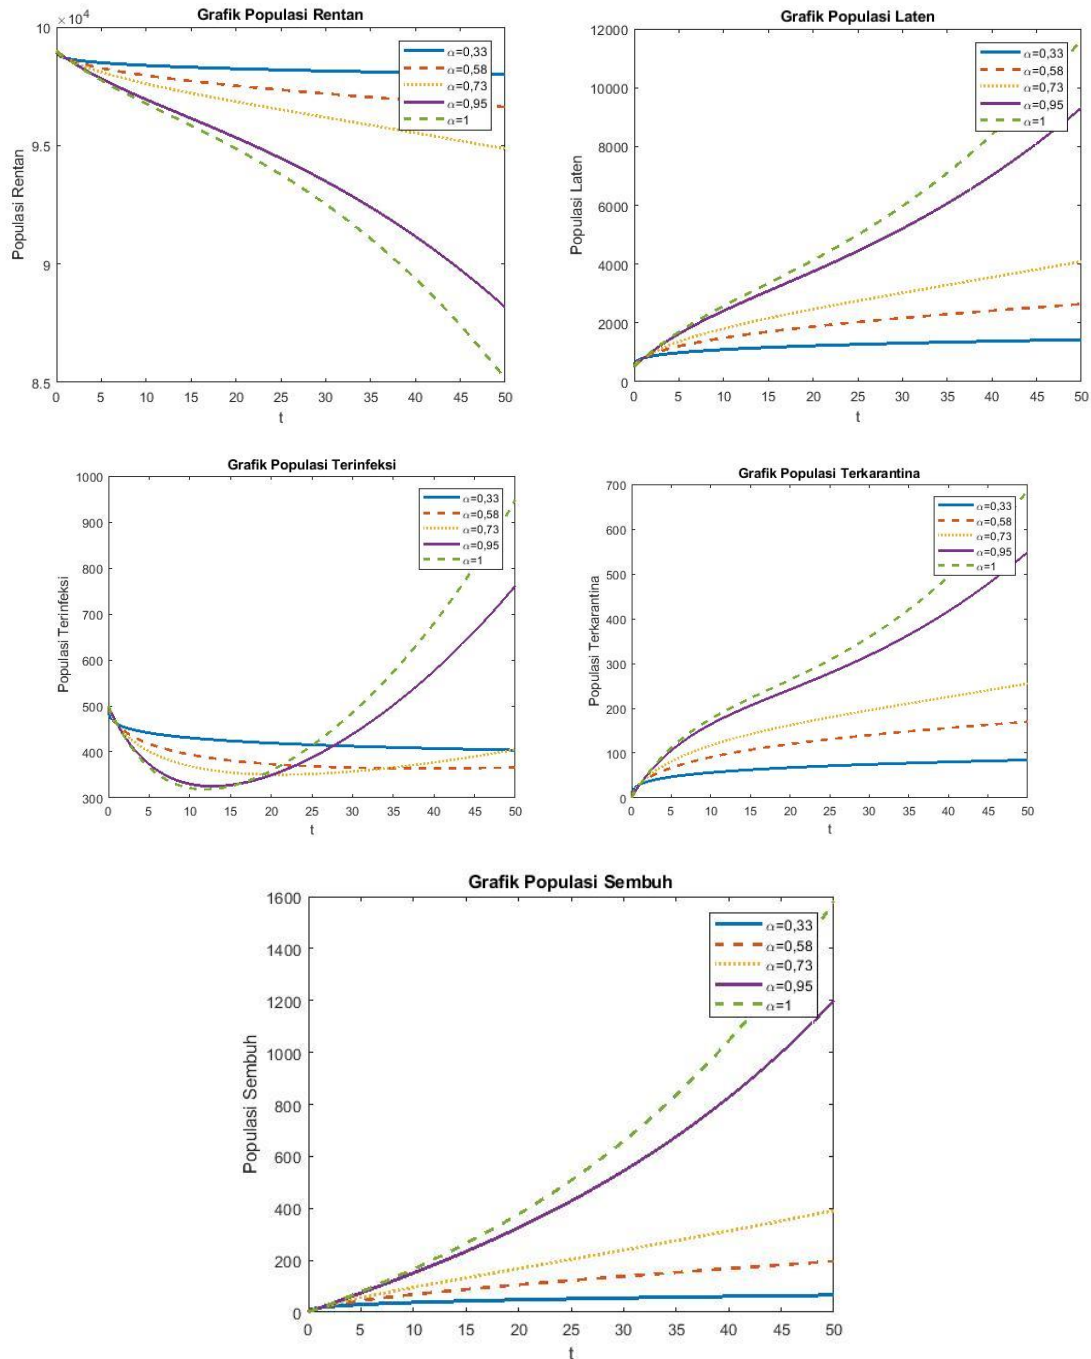 Grafik Populasi Rentan
×10⁴
10
9.5
9
8.5
Populasi Rentan
α=0,33
α=0,58
α=0,73
α=0,95
α=1
0 5 10 15 20 25 30 35 40 45 50
t
Grafik Populasi Laten
12000
10000
8000
6000
4000
2000
0
Populasi Laten
α=0,33
α=0,58
α=0,73
α=0,95
α=1
0 5 10 15 20 25 30 35 40 45 50
t
Grafik Populasi Terinfeksi
1000
900
800
700
600
500
400
300
Populasi Terinfeksi
α=0,33
α=0,58
α=0,73
α=0,95
α=1
0 5 10 15 20 25 30 35 40 45 50
t
Grafik Populasi Terkarantina
700
600
500
400
300
200
100
0
Populasi Terkarantina
α=0,33
α=0,58
α=0,73
α=0,95
α=1
0 5 10 15 20 25 30 35 40 45 50
t
Grafik Populasi Sembuh
1600
1400
1200
1000
800
600
400
200
0
Populasi Sembuh
α=0,33
α=0,58
α=0,73
α=0,95
α=1
0 5 10 15 20 25 30 35 40 45 50
t